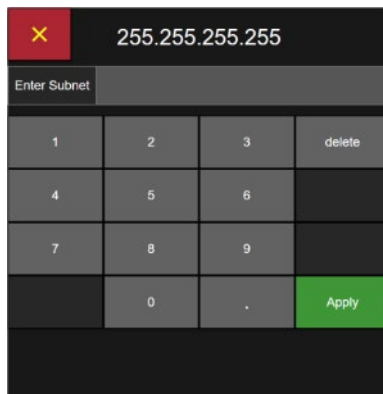 × 255.255.255.255
Enter Subnet
1 2 3 delete
4 5 6
7 8 9
0 . Apply